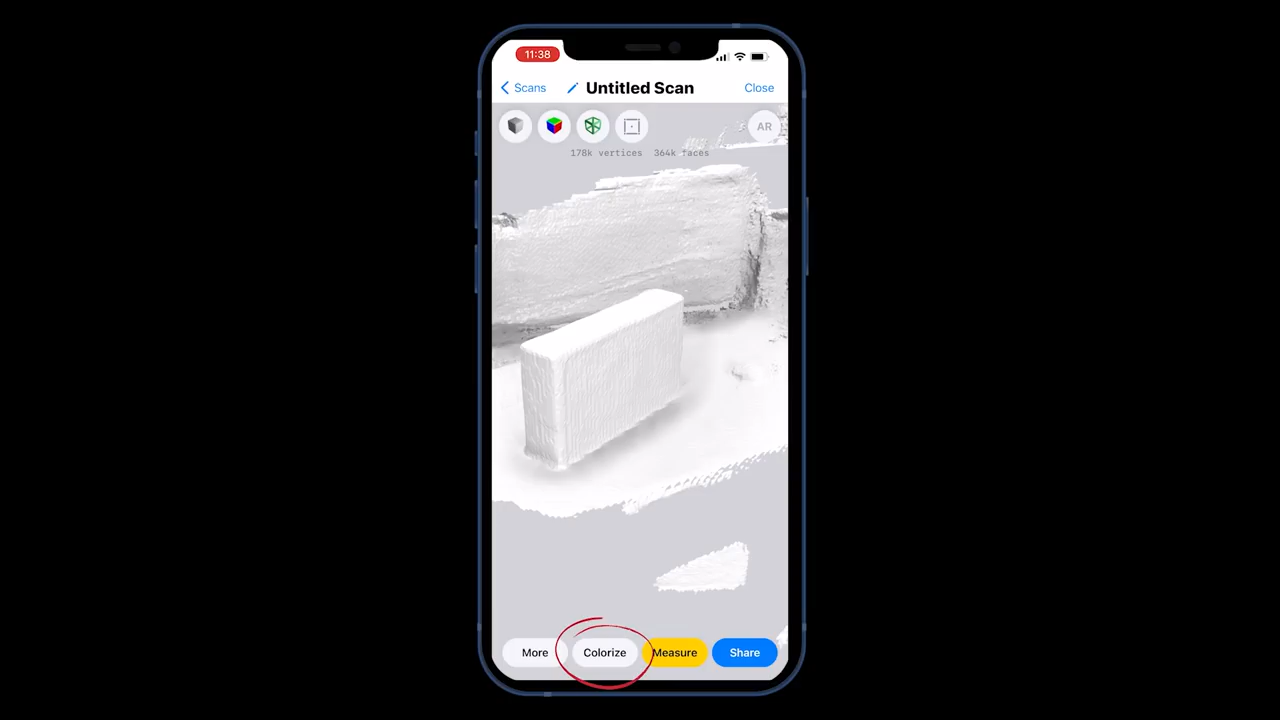 11:38
Scans
Untitled Scan
Close
AR
178k vertices 364k faces
More
Colorize
Measure
Share